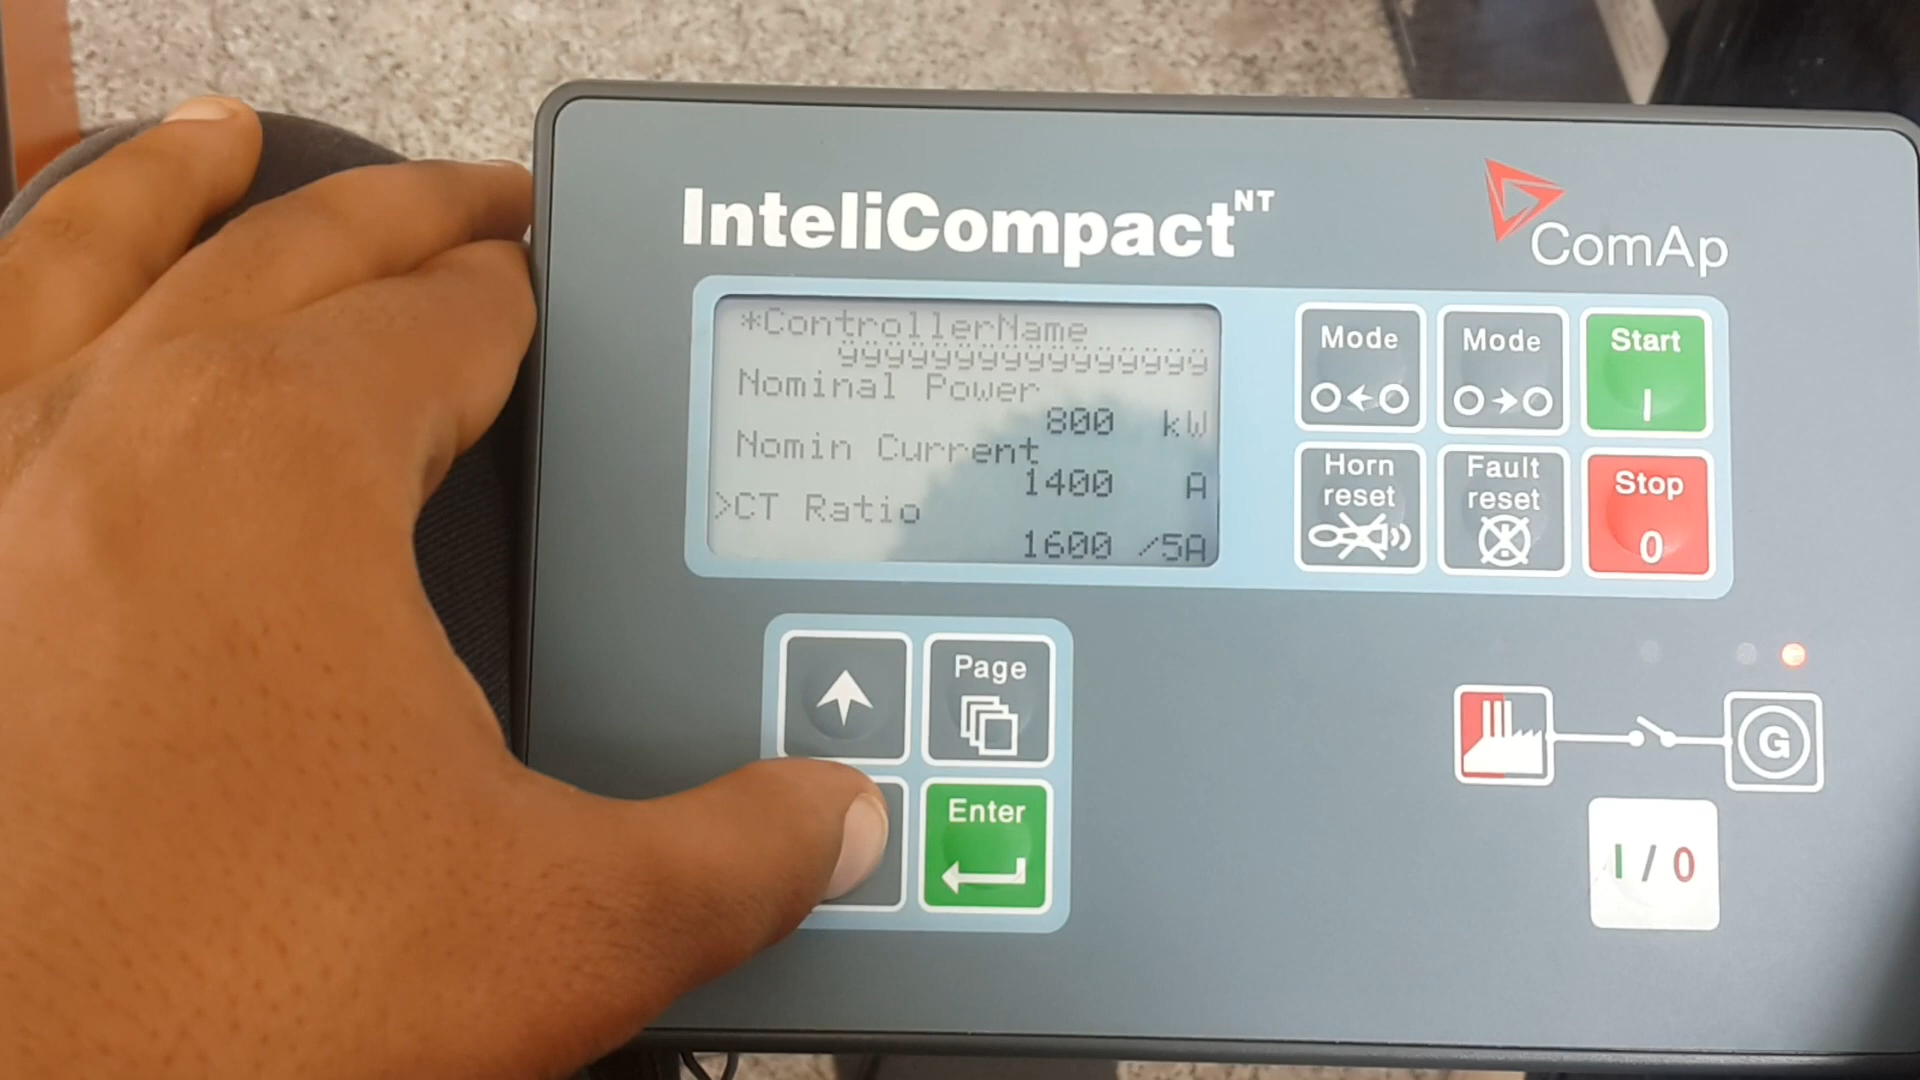 InteliCompact NT
ComAp
*ControllerName
ÿÿÿÿÿÿÿÿÿÿÿÿÿÿÿÿ
Nominal Power
800 kW
Nomin Current
1400 A
>CT Ratio
1600 /5A
Mode
Mode
Start
I
Horn reset
Fault reset
Stop
0
Page
Enter
G
I / 0